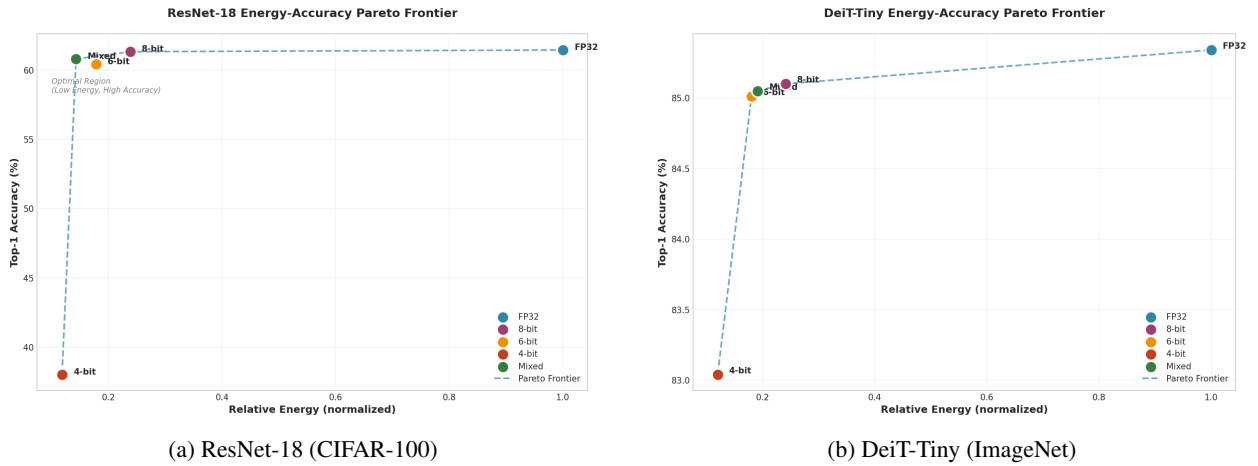 ResNet-18 Energy-Accuracy Pareto Frontier
Top-1 Accuracy (%)
60
55
50
45
40
Mixed
8-bit
6-bit
FP32
Optimal Region
(Low Energy, High Accuracy)
4-bit
FP32
8-bit
6-bit
4-bit
Mixed
Pareto Frontier
0.2
0.4
0.6
0.8
1.0
Relative Energy (normalized)
(a) ResNet-18 (CIFAR-100)
DeiT-Tiny Energy-Accuracy Pareto Frontier
Top-1 Accuracy (%)
85.0
84.5
84.0
83.5
83.0
FP32
8-bit
4-bit
FP32
8-bit
6-bit
4-bit
Mixed
Pareto Frontier
0.2
0.4
0.6
0.8
1.0
Relative Energy (normalized)
(b) DeiT-Tiny (ImageNet)